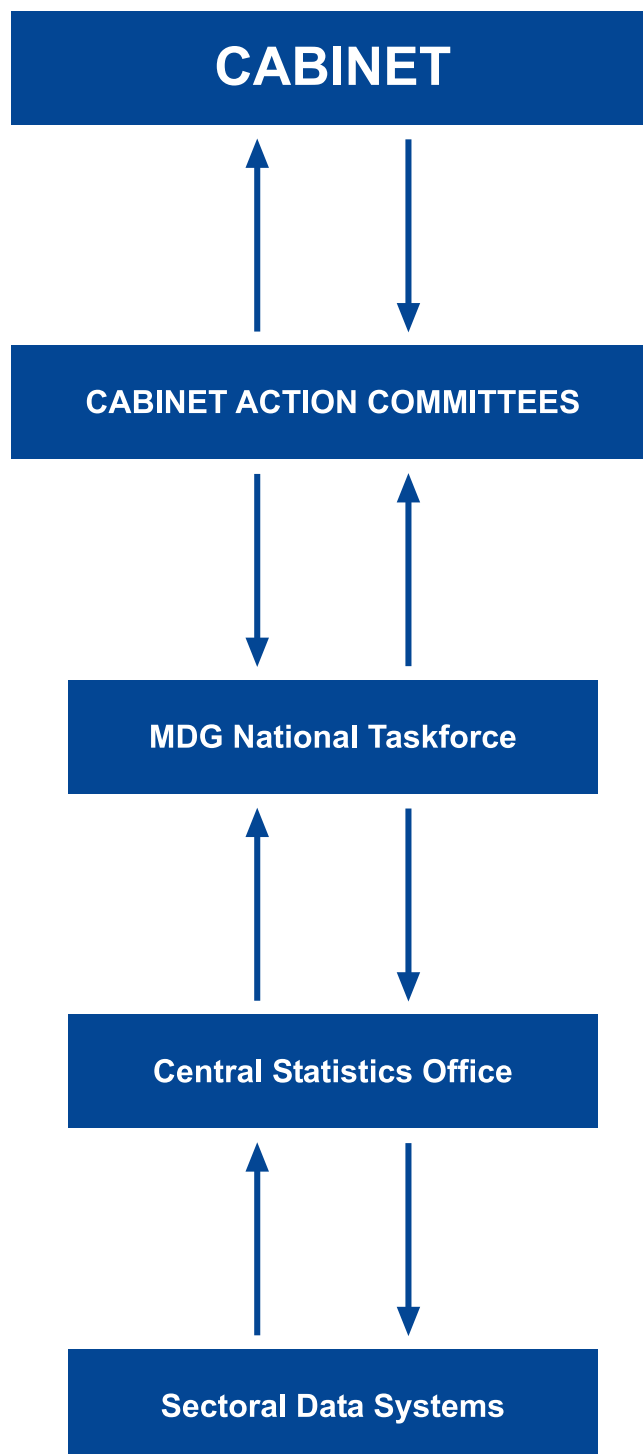 CABINET
CABINET ACTION COMMITTEES
MDG National Taskforce
Central Statistics Office
Sectoral Data Systems